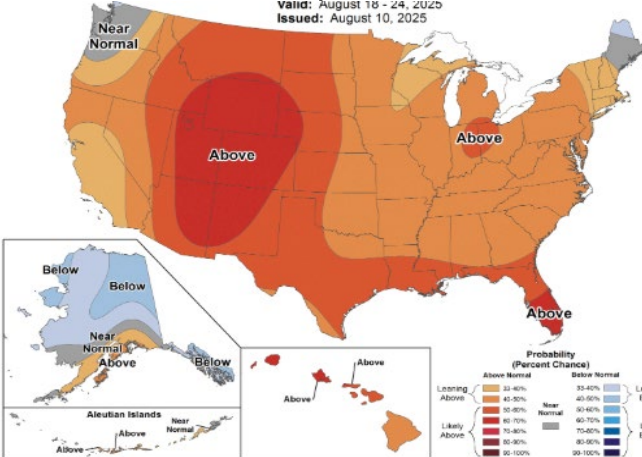 Valid: August 18 - 24, 2025
Issued: August 10, 2025
Near
Normal
Above
Above
Above
Below
Below
Near
Normal
Above
Below
Aleutian Islands
Above
Above
Near
Normal
Above
Above
Probability
(Percent Chance)
Above Normal
Below Normal
Leaning
Above
33-40%
40-50%
50-60%
60-70%
70-80%
80-90%
90-100%
Likely
Above
Near
Normal
33-40%
40-50%
50-60%
60-70%
70-80%
80-90%
90-100%